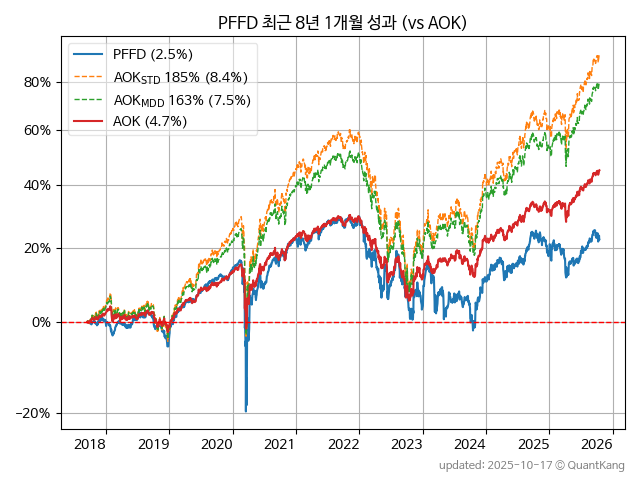 PFFD 최근 8년 1개월 성과 (vs AOK)
PFFD (2.5%)
AOK_STD 185% (8.4%)
AOK_MDD 163% (7.5%)
AOK (4.7%)
80%
60%
40%
20%
0%
−20%
2018 2019 2020 2021 2022 2023 2024 2025 2026
updated: 2025-10-17 © QuantKang